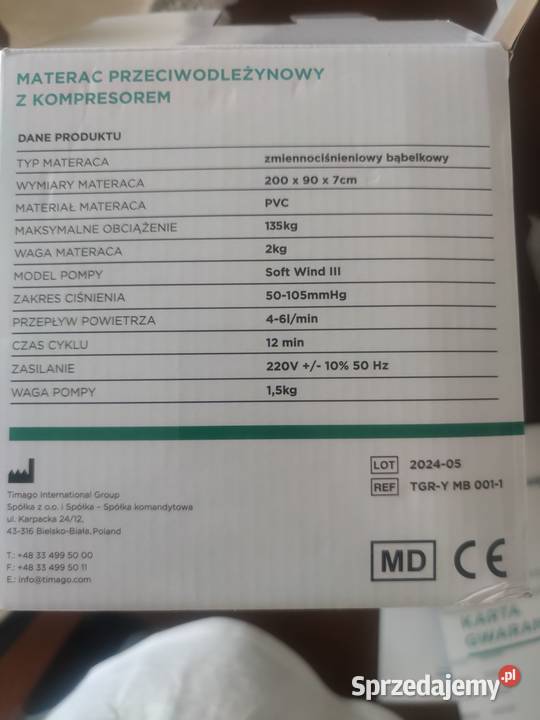 MATERAC PRZECIWODLEŻYNOWY
Z KOMPRESOREM
DANE PRODUKTU
TYP MATERACA zmiennociśnieniowy bąbelkowy
WYMIARY MATERACA 200 x 90 x 7cm
MATERIAŁ MATERACA PVC
MAKSYMALNE OBCIĄŻENIE 135kg
WAGA MATERACA 2kg
MODEL POMPY Soft Wind III
ZAKRES CIŚNIENIA 50-105mmHg
PRZEPŁYW POWIETRZA 4-6l/min
CZAS CYKLU 12 min
ZASILANIE 220V +/- 10% 50 Hz
WAGA POMPY 1,5kg
LOT 2024-05
REF TGR-Y MB 001-1
Timago International Group
Spółka z o.o. i Spółka - Spółka komandytowa
ul. Karpacka 24/12,
43-316 Bielsko-Biała, Poland
T.: +48 33 499 50 00
F.: +48 33 499 50 11
E.: info@timago.com
MD CE
KARTA
GWARAN
Sprzedajemy.pl